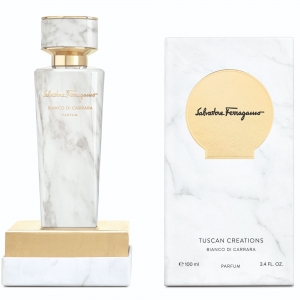 Salvatore Ferragamo
BIANCO DI CARRARA
PARFUM
Salvatore Ferragamo
TUSCAN CREATIONS
BIANCO DI CARRARA
℮ 100 ml PARFUM 3.4 FL. OZ.